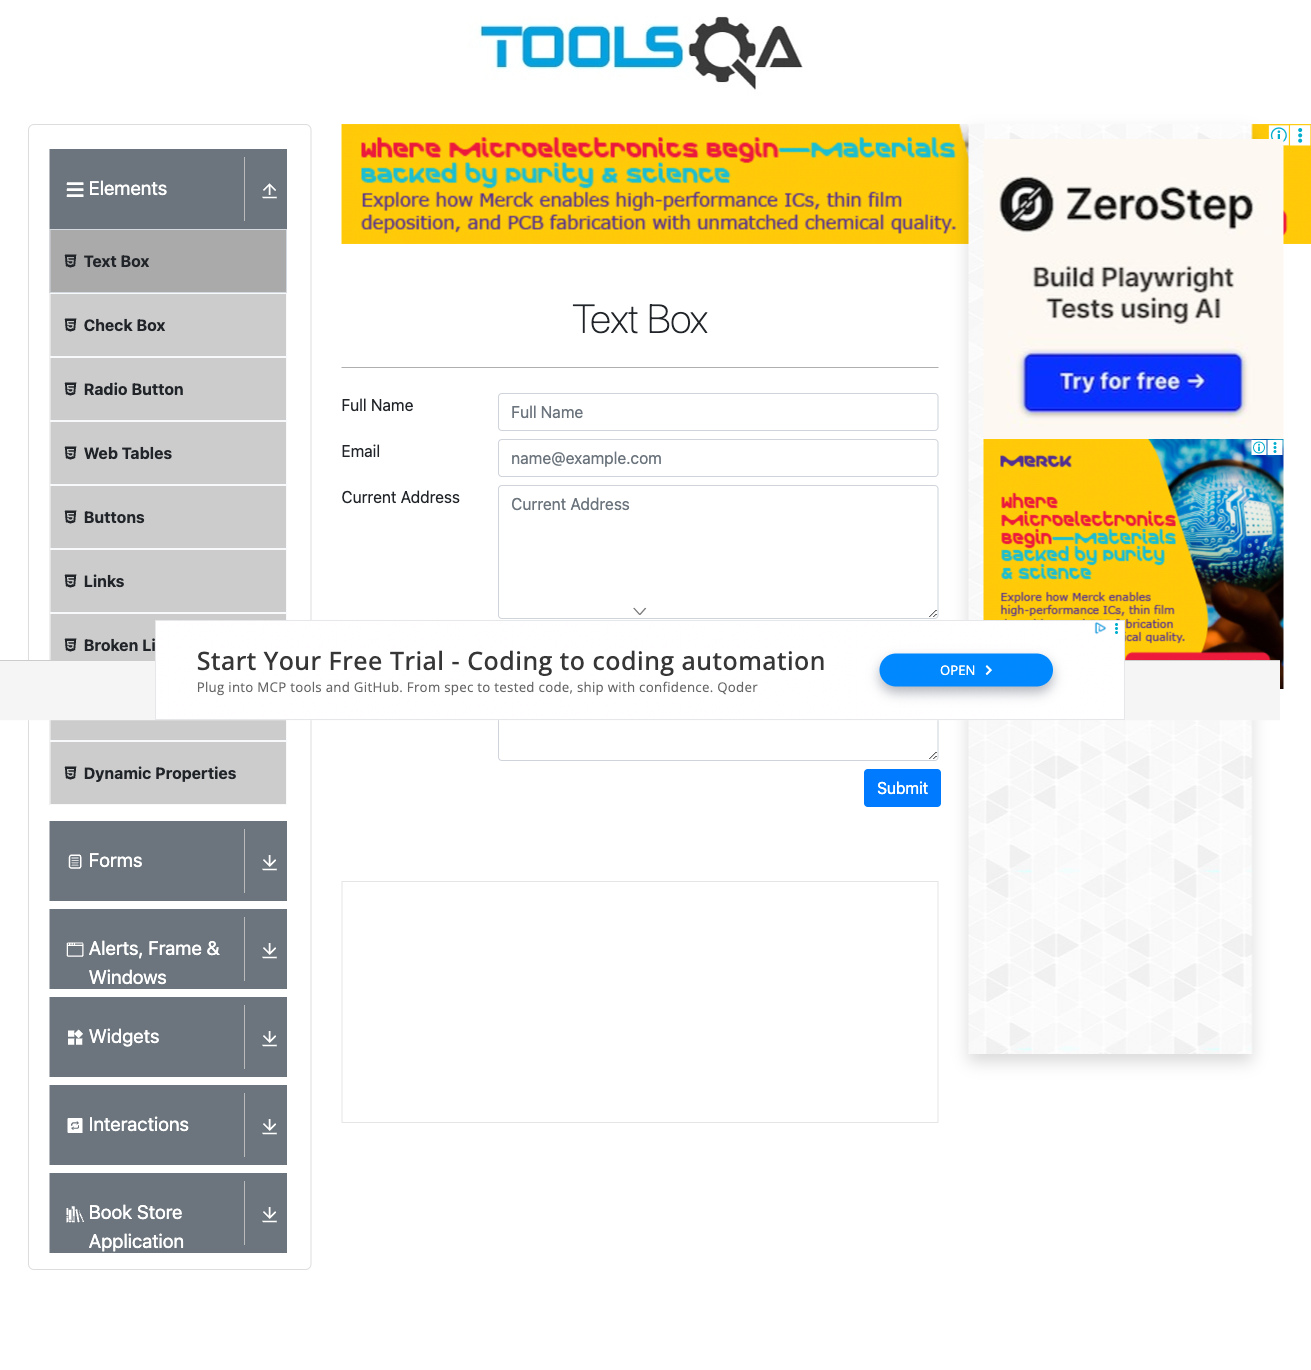 TOOLSQA
Elements
Text Box
Check Box
Radio Button
Web Tables
Buttons
Links
Broken Li
Dynamic Properties
Forms
Alerts, Frame &
Windows
Widgets
Interactions
Book Store
Application
Where Microelectronics Begin—Materials
Backed by Purity & Science
Explore how Merck enables high-performance ICs, thin film
deposition, and PCB fabrication with unmatched chemical quality.
Text Box
Full Name
Full Name
Email
name@example.com
Current Address
Current Address
Submit
ZeroStep
Build Playwright
Tests using AI
Try for free →
MERCK
Where
Microelectronics
Begin—Materials
Backed by Purity
& Science
Explore how Merck enables
high-performance ICs, thin film
brication
cal quality.
Start Your Free Trial - Coding to coding automation
Plug into MCP tools and GitHub. From spec to tested code, ship with confidence. Qoder
OPEN